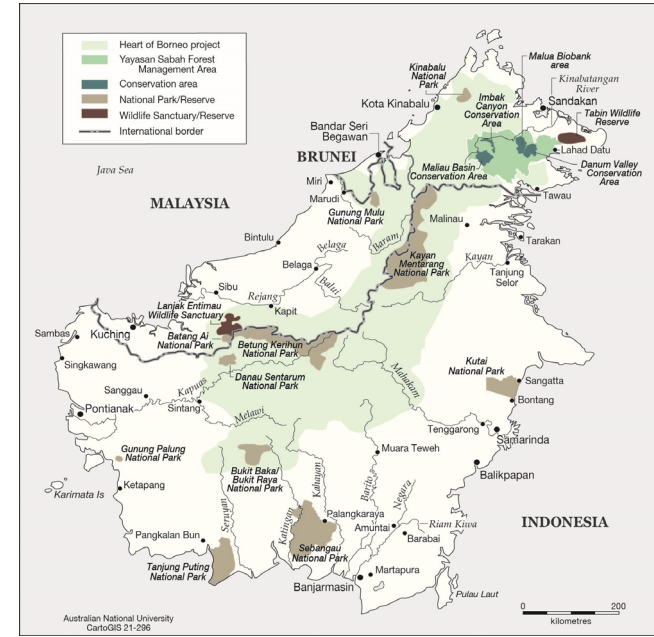 Heart of Borneo project
Yayasan Sabah Forest
Management Area
Conservation area
National Park/Reserve
Wildlife Sanctuary/Reserve
International border
Malua Biobank
area
Kinabatangan
River
Kinabalu
National
Park
Kota Kinabalu
Imbak
Canyon
Conservation
Area
Sandakan
Tabin Wildlife
Reserve
Bandar Seri
Begawan
Lahad Datu
BRUNEI
Maliau Basin
Conservation Area
Danum Valley
Conservation
Area
Java Sea
Miri
Marudi
Tawau
MALAYSIA
Gunung Mulu
National Park
Malinau
Bintulu
Belaga
Baram
Tarakan
Belaga
Kayan
Mentarang
National Park
Kayan
Tanjung
Selor
Sibu
Balui
Rejang
Lanjak Entimau
Wildlife Sanctuary
Kapit
Sambas
Kuching
Batang Ai
National Park
Betung Kerihun
National Park
Singkawang
Kutai
National Park
Danau Sentarum
National Park
Mahakam
Sanggau
Kapuas
Sangatta
Sintang
Bontang
Pontianak
Melawi
Tenggarong
Samarinda
Gunung Palung
National Park
Muara Teweh
Balikpapan
Bukit Baka/
Bukit Raya
National Park
Kahayan
Barito
Negara
Ketapang
Karimata Is
Seruyan
Katingan
Palangkaraya
Amuntai
Riam Kiwa
INDONESIA
Pangkalan Bun
Barabai
Sebangau
National Park
Tanjung Puting
National Park
Martapura
Banjarmasin
Pulau Laut
0 200
kilometres
Australian National University
CartoGIS 21-296